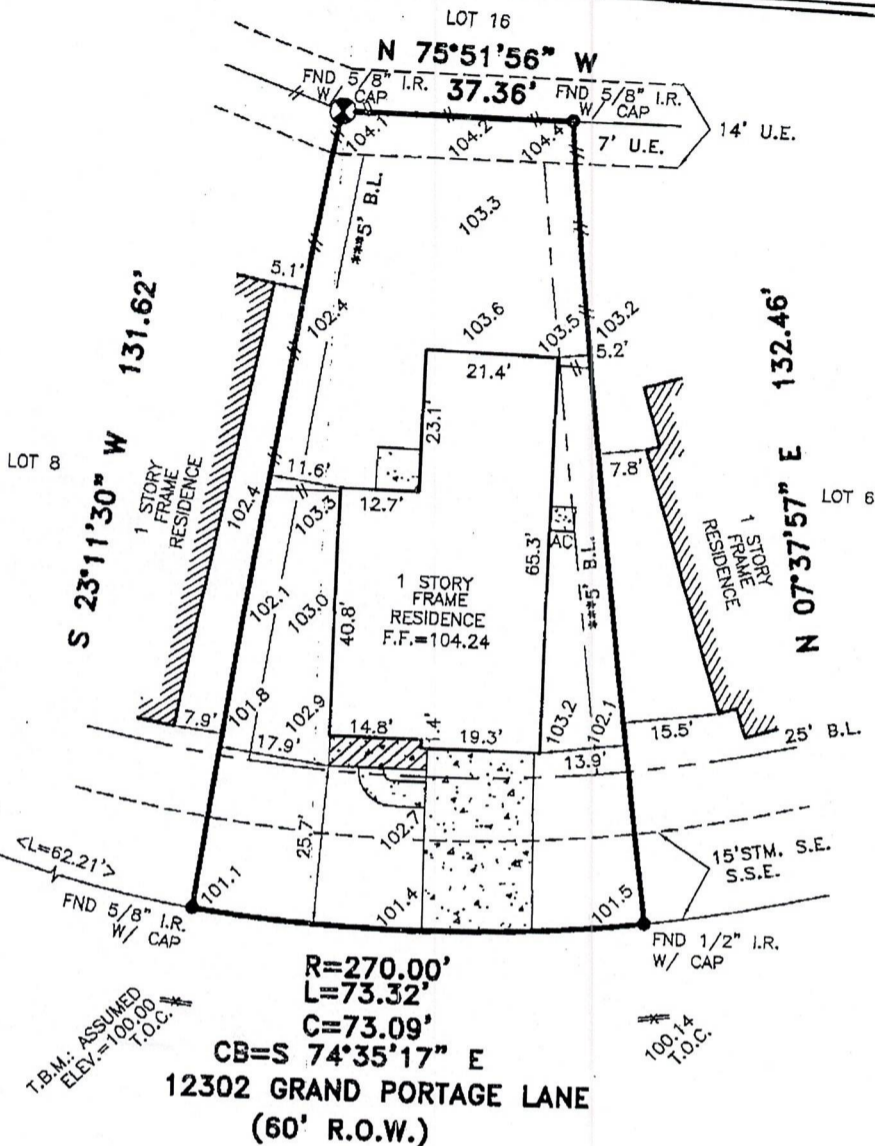 LOT 16
N 75°51'56" W
37.36'
FND 5/8" I.R.
W/ CAP
FND 5/8" I.R.
W/ CAP
14' U.E.
7' U.E.
104.1
104.2
104.4
***5' B.L.
103.3
5.1'
102.4
103.6
103.5
103.2
5.2'
21.4'
S 23°11'30" W 131.62'
N 07°37'57" E 132.46'
23.1'
LOT 8
1 STORY
FRAME
RESIDENCE
11.6'
12.7'
102.4
103.3
7.8'
LOT 6
1 STORY
FRAME
RESIDENCE
AC
65.3'
***5' B.L.
1 STORY
FRAME
RESIDENCE
F.F.=104.24
40.8'
102.1
103.0
101.8
102.9
7.9'
17.9'
14.8'
1.4'
19.3'
103.2
102.1
13.9'
15.5'
25' B.L.
25.7'
102.7
<L=62.21'>
101.1
101.4
101.5
15'STM. S.E.
S.S.E.
FND 5/8" I.R.
W/ CAP
FND 1/2" I.R.
W/ CAP
R=270.00'
L=73.32'
C=73.09'
CB=S 74°35'17" E
T.B.M.: ASSUMED
ELEV.=100.00
T.O.C.
100.14
T.O.C.
12302 GRAND PORTAGE LANE
(60' R.O.W.)